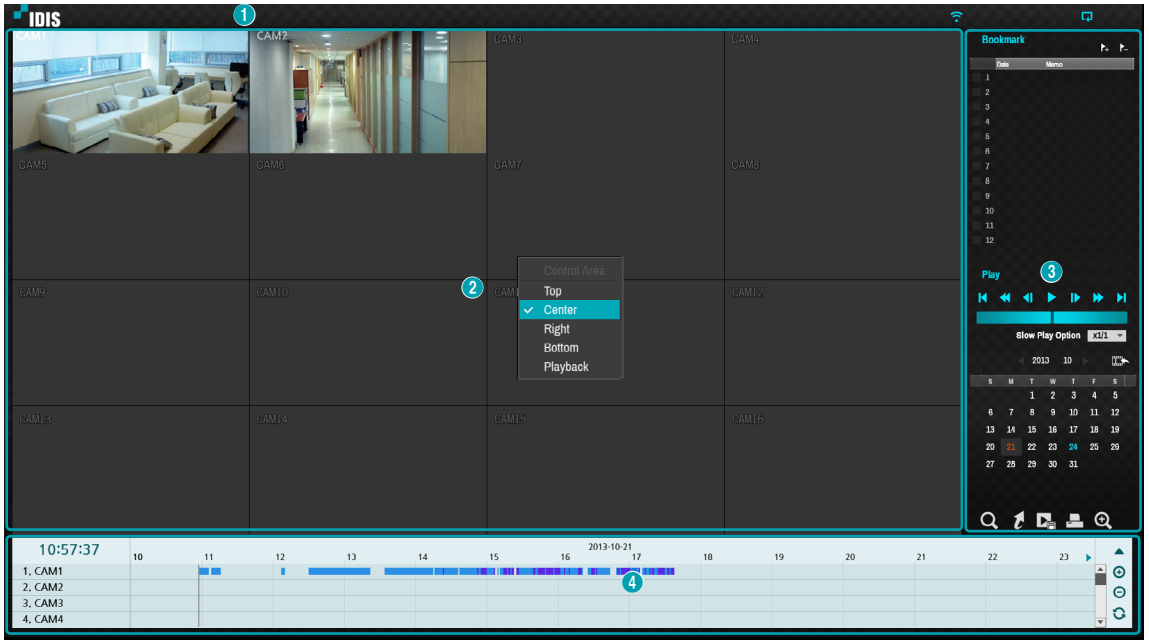 IDIS
1
CAM1 CAM2 CAM3 CAM4
CAM5 CAM6 CAM7 CAM8
CAM9 CAM10 CAM12
CAM13 CAM14 CAM15 CAM16
2
Control Area
Top
Center
Right
Bottom
Playback
Bookmark
Date Memo
1
2
3
4
5
6
7
8
9
10
11
12
Play
3
Slow Play Option x1/1
2013 10
S M T W T F S
1 2 3 4 5
6 7 8 9 10 11 12
13 14 15 16 17 18 19
20 21 22 23 24 25 26
27 28 29 30 31
10:57:37
2013-10-21
10 11 12 13 14 15 16 17 18 19 20 21 22 23
1, CAM1
2, CAM2
3, CAM3
4, CAM4
4